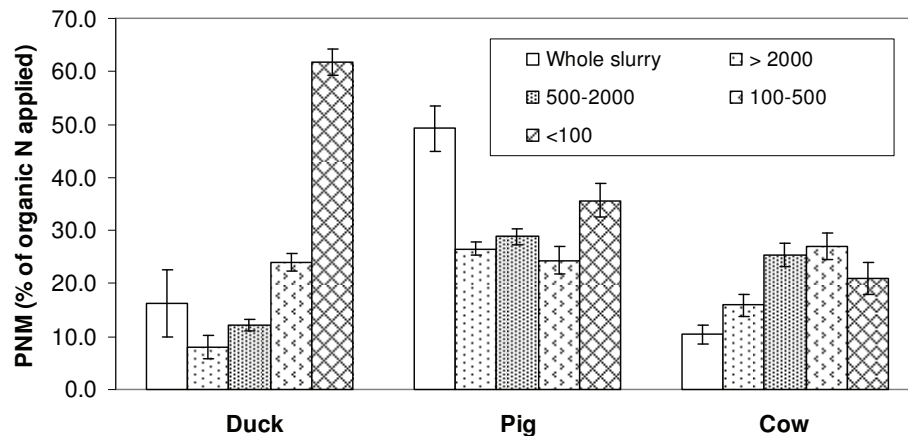 70.0
60.0
50.0
40.0
30.0
20.0
10.0
0.0
PNM (% of organic N applied)
Whole slurry
> 2000
500-2000
100-500
<100
Duck
Pig
Cow